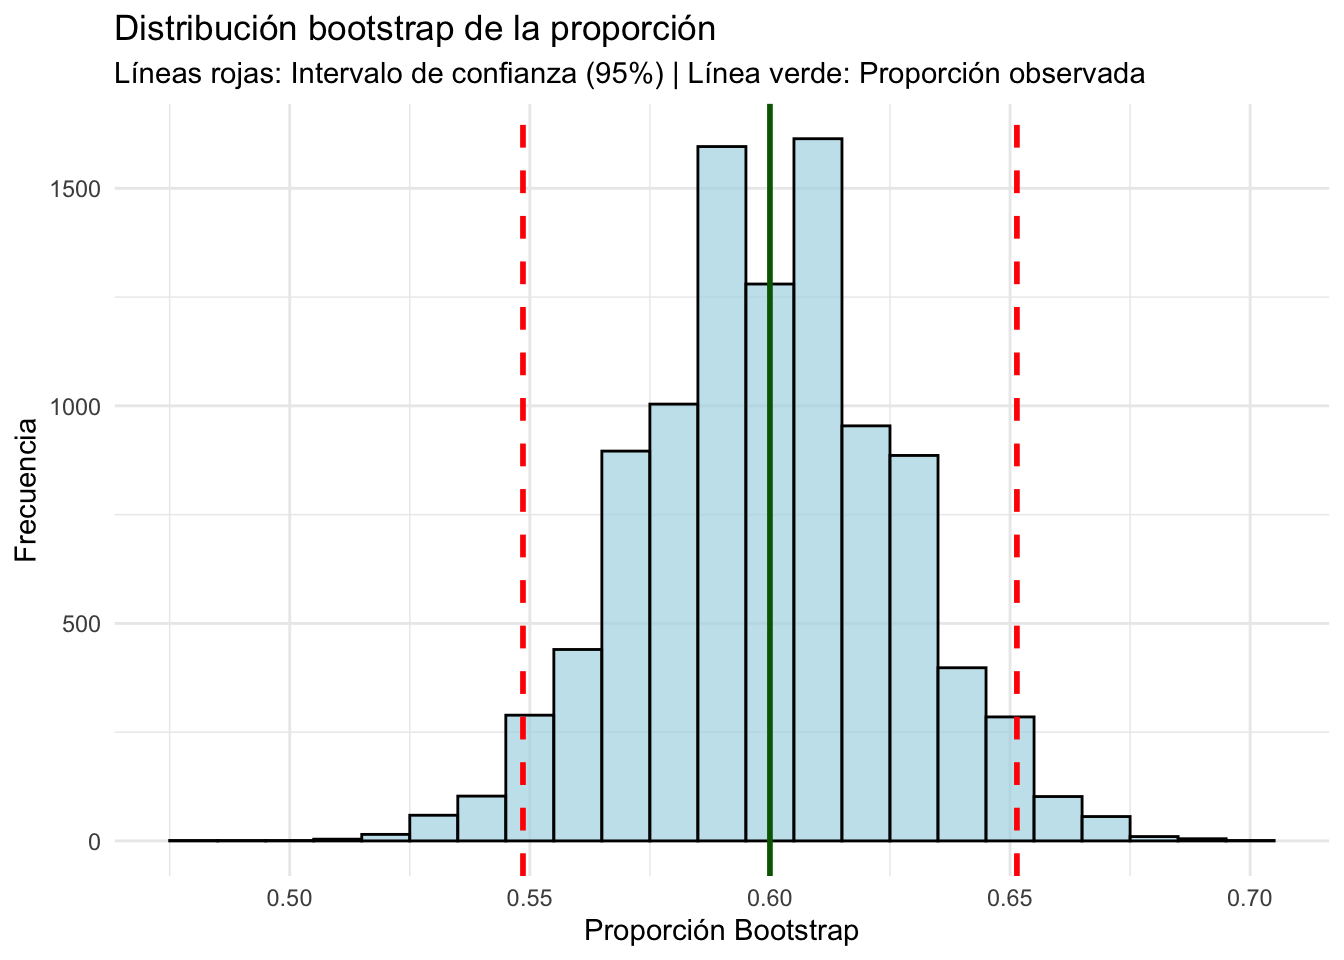 Distribución bootstrap de la proporción
Líneas rojas: Intervalo de confianza (95%) | Línea verde: Proporción observada
Frecuencia
1500
1000
500
0
0.50 0.55 0.60 0.65 0.70
Proporción Bootstrap